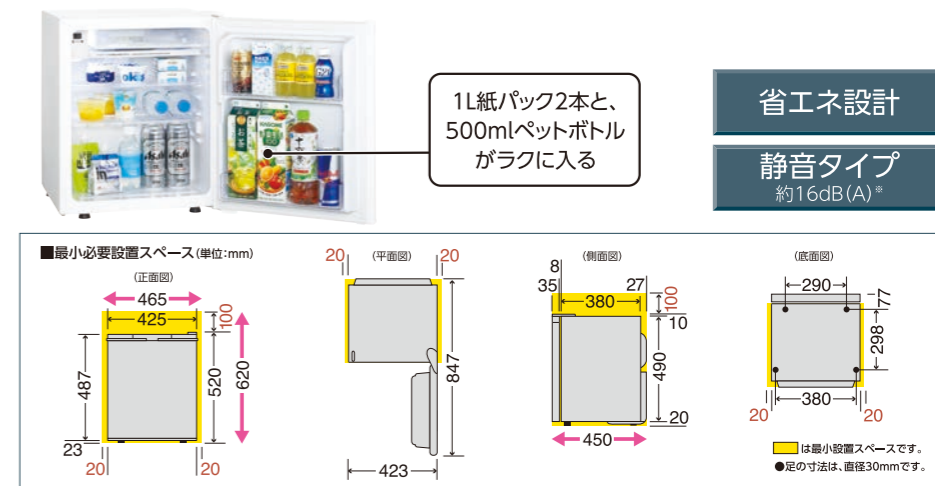 1L紙パック2本と、
500mlペットボトル
がラクに入る
省エネ設計
静音タイプ
約16dB(A)※
■最小必要設置スペース(単位:mm)
(正面図)
465
425
100
487
520
620
23
20
20
(平面図)
20
20
847
423
(側面図)
8
35
27
380
100
10
490
20
450
(底面図)
290
77
298
380
20
20
は最小設置スペースです。
●足の寸法は、直径30mmです。